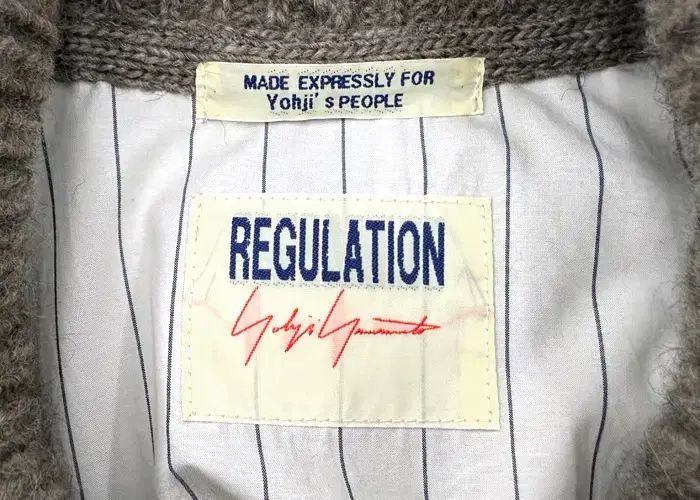 MADE EXPRESSLY FOR
Yohji's PEOPLE
REGULATION
Yohji Yamamoto